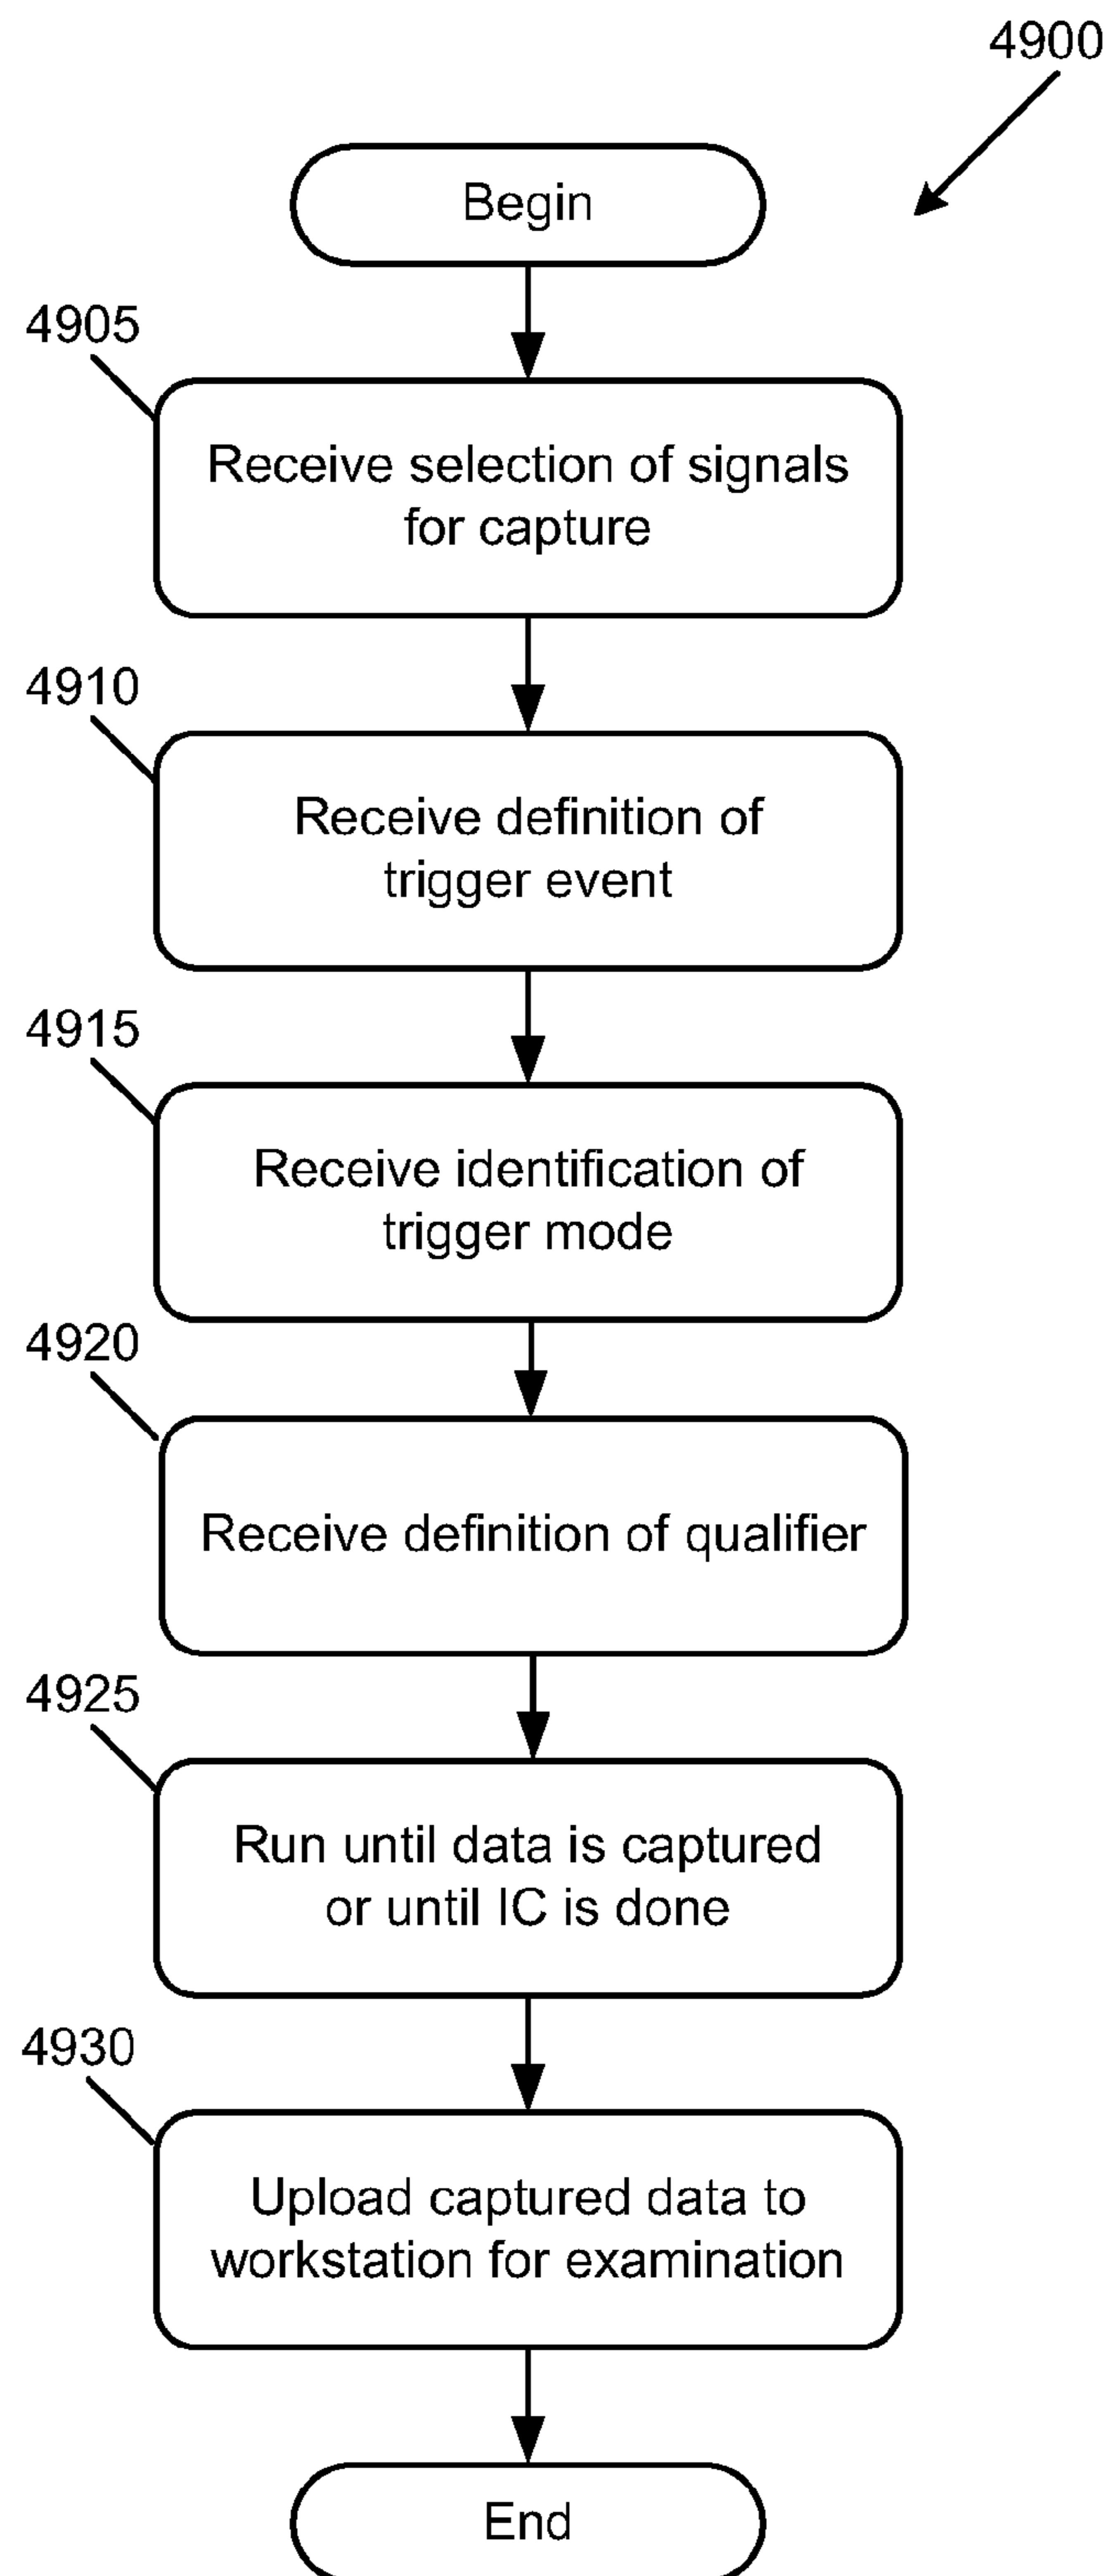 4900
Begin
4905
Receive selection of signals
for capture
4910
Receive definition of
trigger event
4915
Receive identification of
trigger mode
4920
Receive definition of qualifier
4925
Run until data is captured
or until IC is done
4930
Upload captured data to
workstation for examination
End